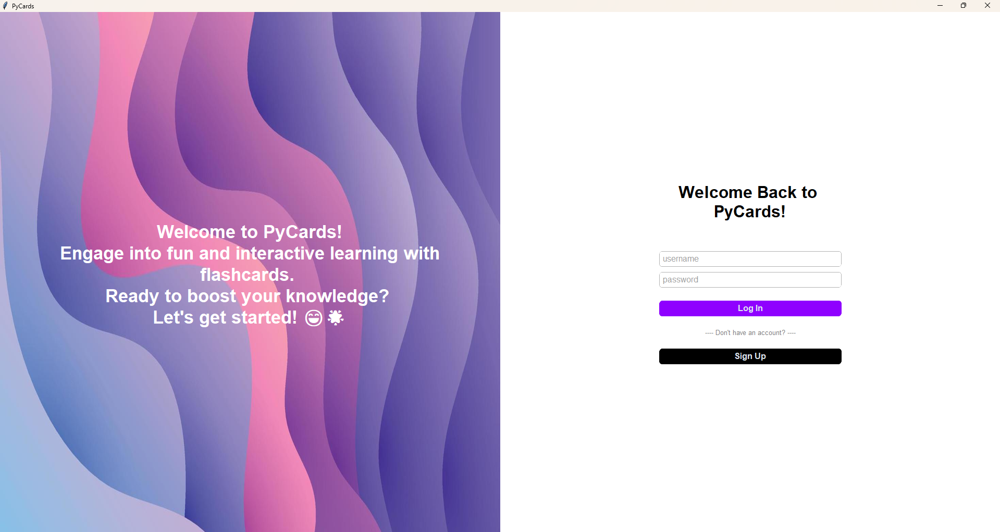 PyCards
Welcome to PyCards!
Engage into fun and interactive learning with
flashcards.
Ready to boost your knowledge?
Let's get started! 😄🌟
Welcome Back to
PyCards!
username
password
Log In
---- Don't have an account? ----
Sign Up